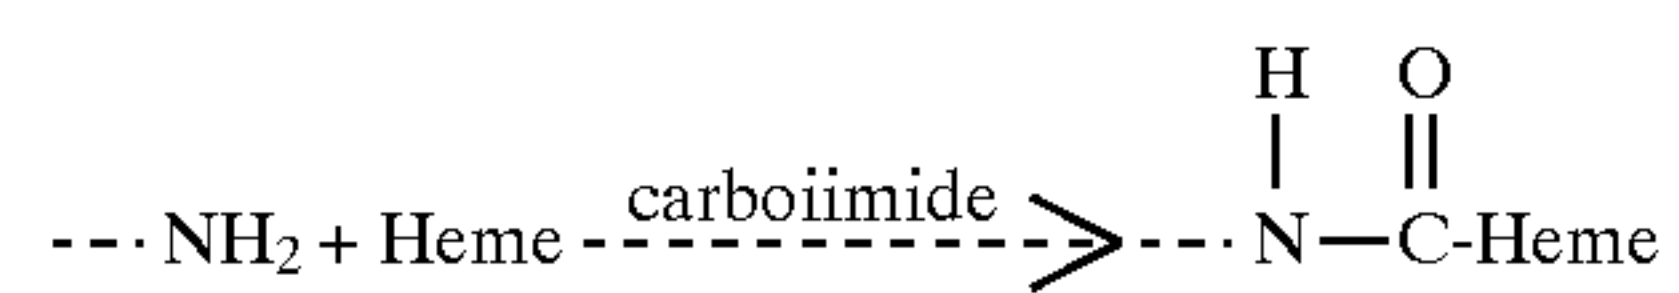 H O
carboiimide
---NH₂ + Heme ---------------> ---N—C-Heme